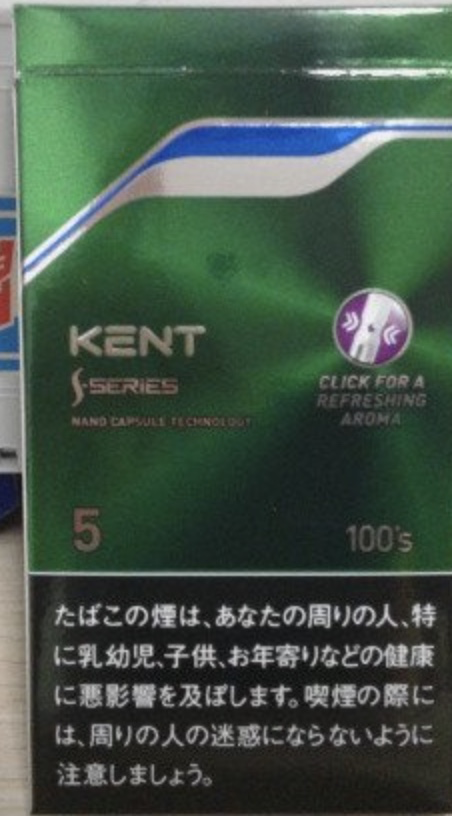 KENT
S-SERIES
NANO CAPSULE TECHNOLOGY
CLICK FOR A
REFRESHING
AROMA
5
100's
たばこの煙は、あなたの周りの人、特
に乳幼児、子供、お年寄りなどの健康
に悪影響を及ぼします。喫煙の際に
は、周りの人の迷惑にならないように
注意しましょう。